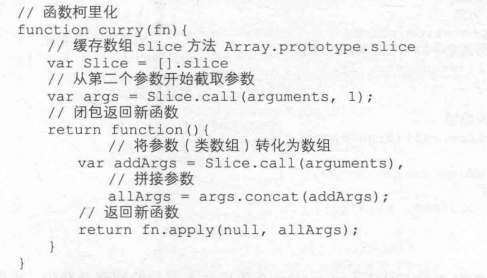 // 函数柯里化
function curry(fn){
// 缓存数组 slice 方法 Array.prototype.slice
var Slice = [].slice
// 从第二个参数开始截取参数
var args = Slice.call(arguments, 1);
// 闭包返回新函数
return function(){
// 将参数（类数组）转化为数组
var addArgs = Slice.call(arguments),
// 拼接参数
allArgs = args.concat(addArgs);
// 返回新函数
return fn.apply(null, allArgs);
}
}